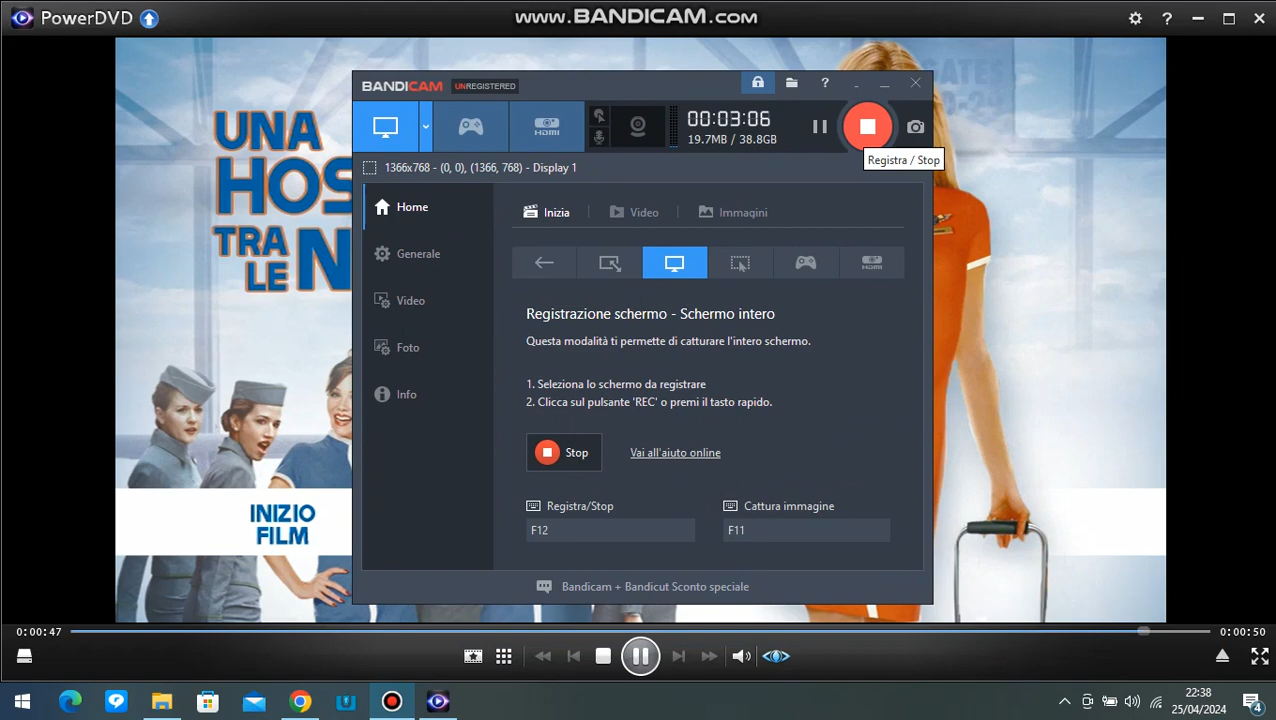 PowerDVD
www.BANDICAM.com
UNA
HOS
TRA
LE N
INIZIO
FILM
BANDICAM UNREGISTERED
HDMI
00:03:06
19.7MB / 38.8GB
Registra / Stop
1366x768 - (0, 0), (1366, 768) - Display 1
Home
Generale
Video
Foto
Info
Inizia
Video
Immagini
HDMI
Registrazione schermo - Schermo intero
Questa modalità ti permette di catturare l'intero schermo.
1. Seleziona lo schermo da registrare
2. Clicca sul pulsante 'REC' o premi il tasto rapido.
Stop
Vai all'aiuto online
Registra/Stop
Cattura immagine
F12
F11
Bandicam + Bandicut Sconto speciale
0:00:47
0:00:50
22:38
25/04/2024
4